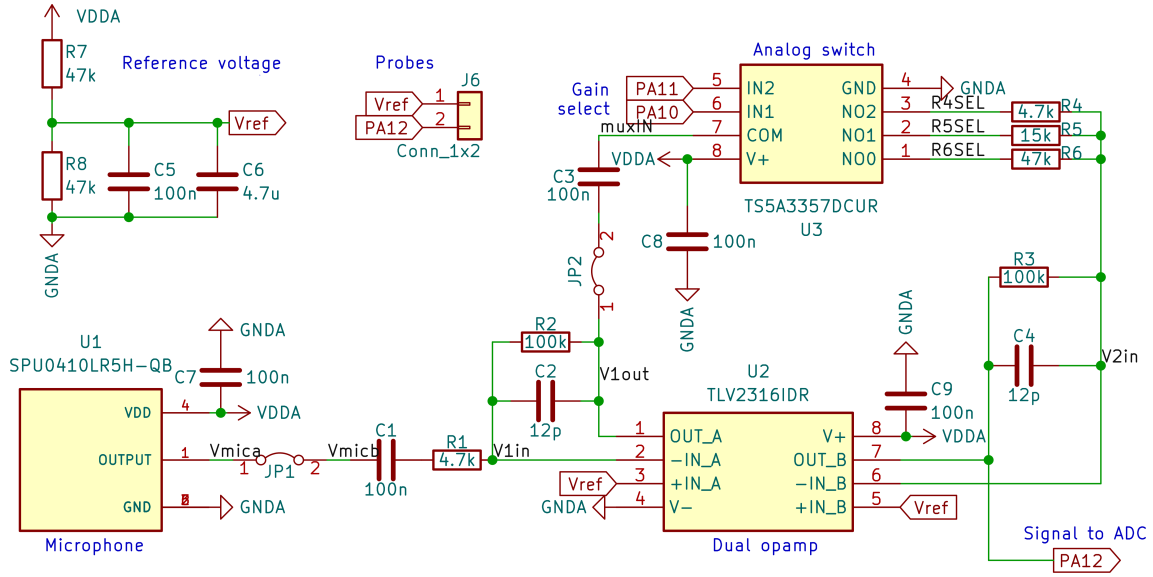 VDDA
R7
47k
Reference voltage
Vref
R8
47k
C5
100n
C6
4.7u
GNDA
Probes
J6
Vref 1
PA12 2
Conn_1x2
Analog switch
Gain
select
PA11 5 IN2
PA10 6 IN1
muxIN 7 COM
VDDA 8 V+
GND 4 GNDA
NO2 3 R4SEL 4.7k R4
NO1 2 R5SEL 15k R5
NO0 1 R6SEL 47k R6
TS5A3357DCUR
U3
C3
100n
C8 100n
GNDA
2
JP2
1
R3
100k
C4
12p
V2in
U1
SPU0410LR5H-QB
GNDA
C7 100n
VDD 4 VDDA
OUTPUT 1 Vmica
1 JP1 2
Vmicb
GND
GNDA
Microphone
C1
100n
R1
4.7k
V1in
R2
100k
C2
12p
V1out
U2
TLV2316IDR
1 OUT_A
2 -IN_A
Vref 3 +IN_A
GNDA 4 V-
V+ 8 VDDA
OUT_B 7
-IN_B 6
+IN_B 5 Vref
Dual opamp
GNDA
C9
100n
Signal to ADC
PA12